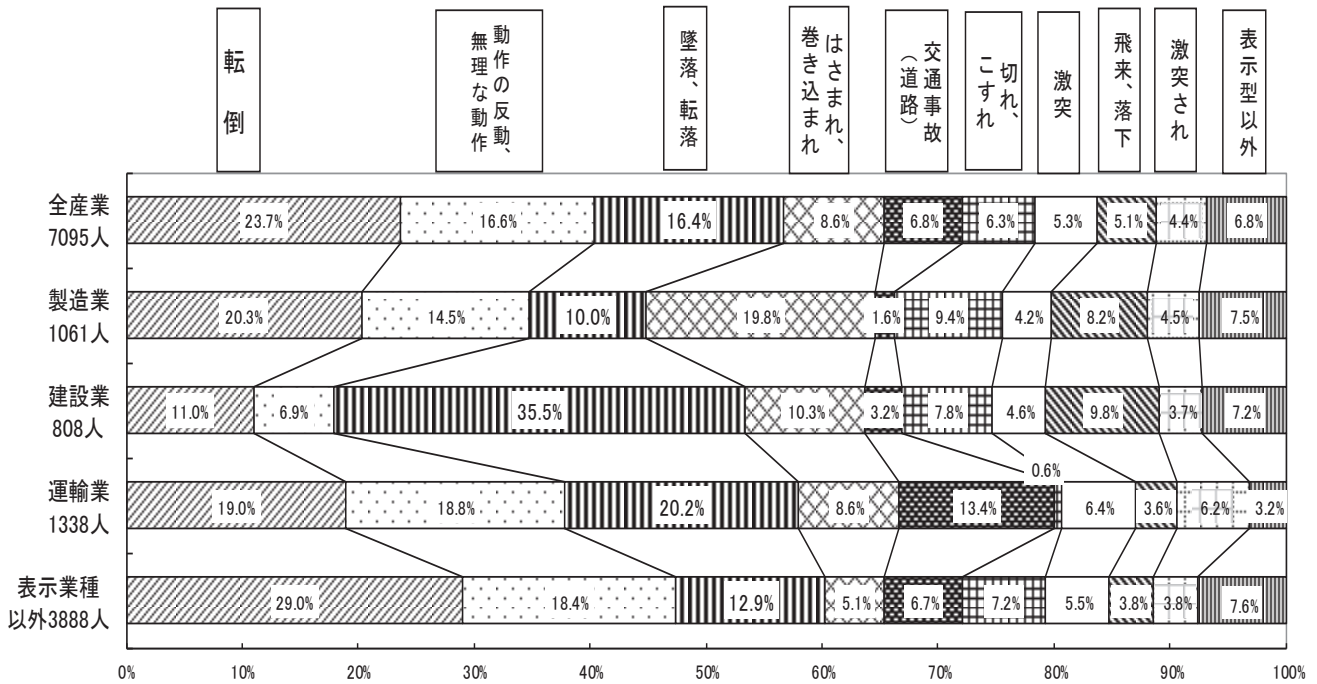 転倒
動作の反動、
無理な動作
墜落、転落
はさまれ、
巻き込まれ
交通事故
（道路）
切れ、
こすれ
激突
飛来、落下
激突され
表示型以外
全産業
7095人
23.7% 16.6% 16.4% 8.6% 6.8% 6.3% 5.3% 5.1% 4.4% 6.8%
製造業
1061人
20.3% 14.5% 10.0% 19.8% 1.6% 9.4% 4.2% 8.2% 4.5% 7.5%
建設業
808人
11.0% 6.9% 35.5% 10.3% 3.2% 7.8% 4.6% 9.8% 3.7% 7.2%
0.6%
運輸業
1338人
19.0% 18.8% 20.2% 8.6% 13.4% 6.4% 3.6% 6.2% 3.2%
表示業種
以外3888人
29.0% 18.4% 12.9% 5.1% 6.7% 7.2% 5.5% 3.8% 3.8% 7.6%
0% 10% 20% 30% 40% 50% 60% 70% 80% 90% 100%